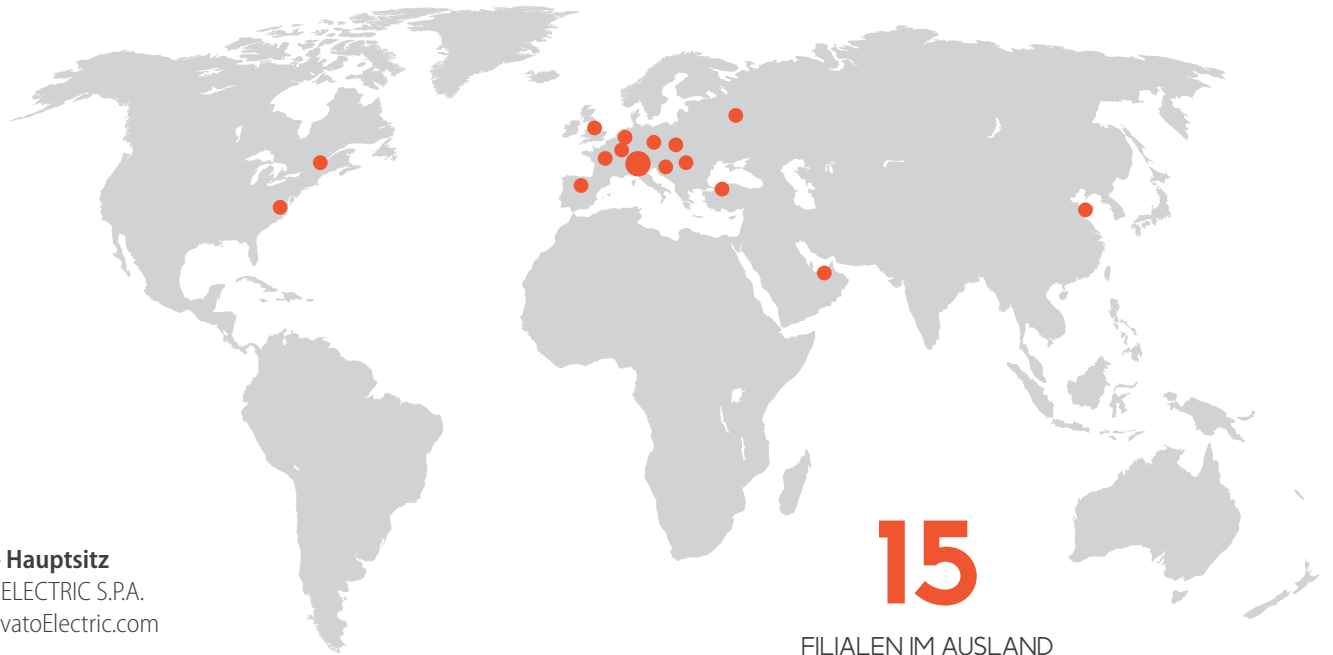 Hauptsitz
ELECTRIC S.P.A.
vatoElectric.com
15
FILIALEN IM AUSLAND